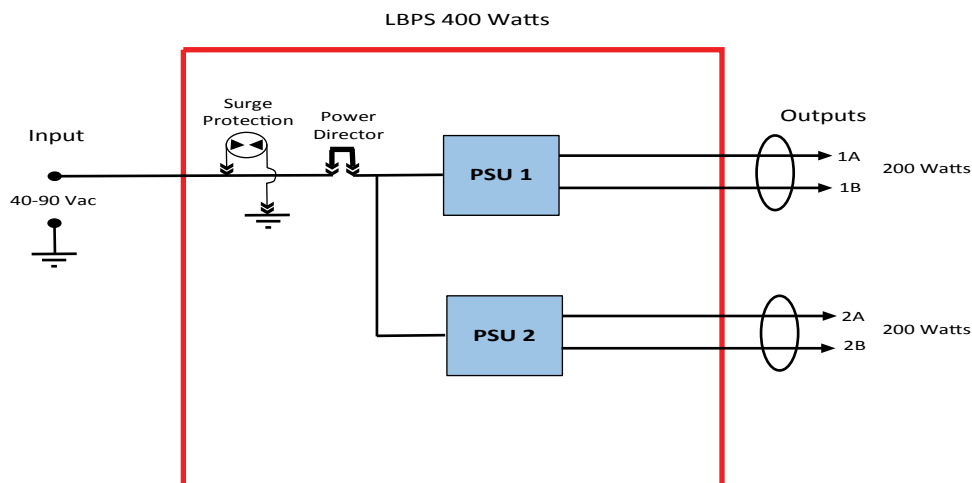 LBPS 400 Watts
Surge
Protection
Power
Director
Input
Outputs
40-90 Vac
PSU 1
1A
1B
200 Watts
PSU 2
2A
2B
200 Watts